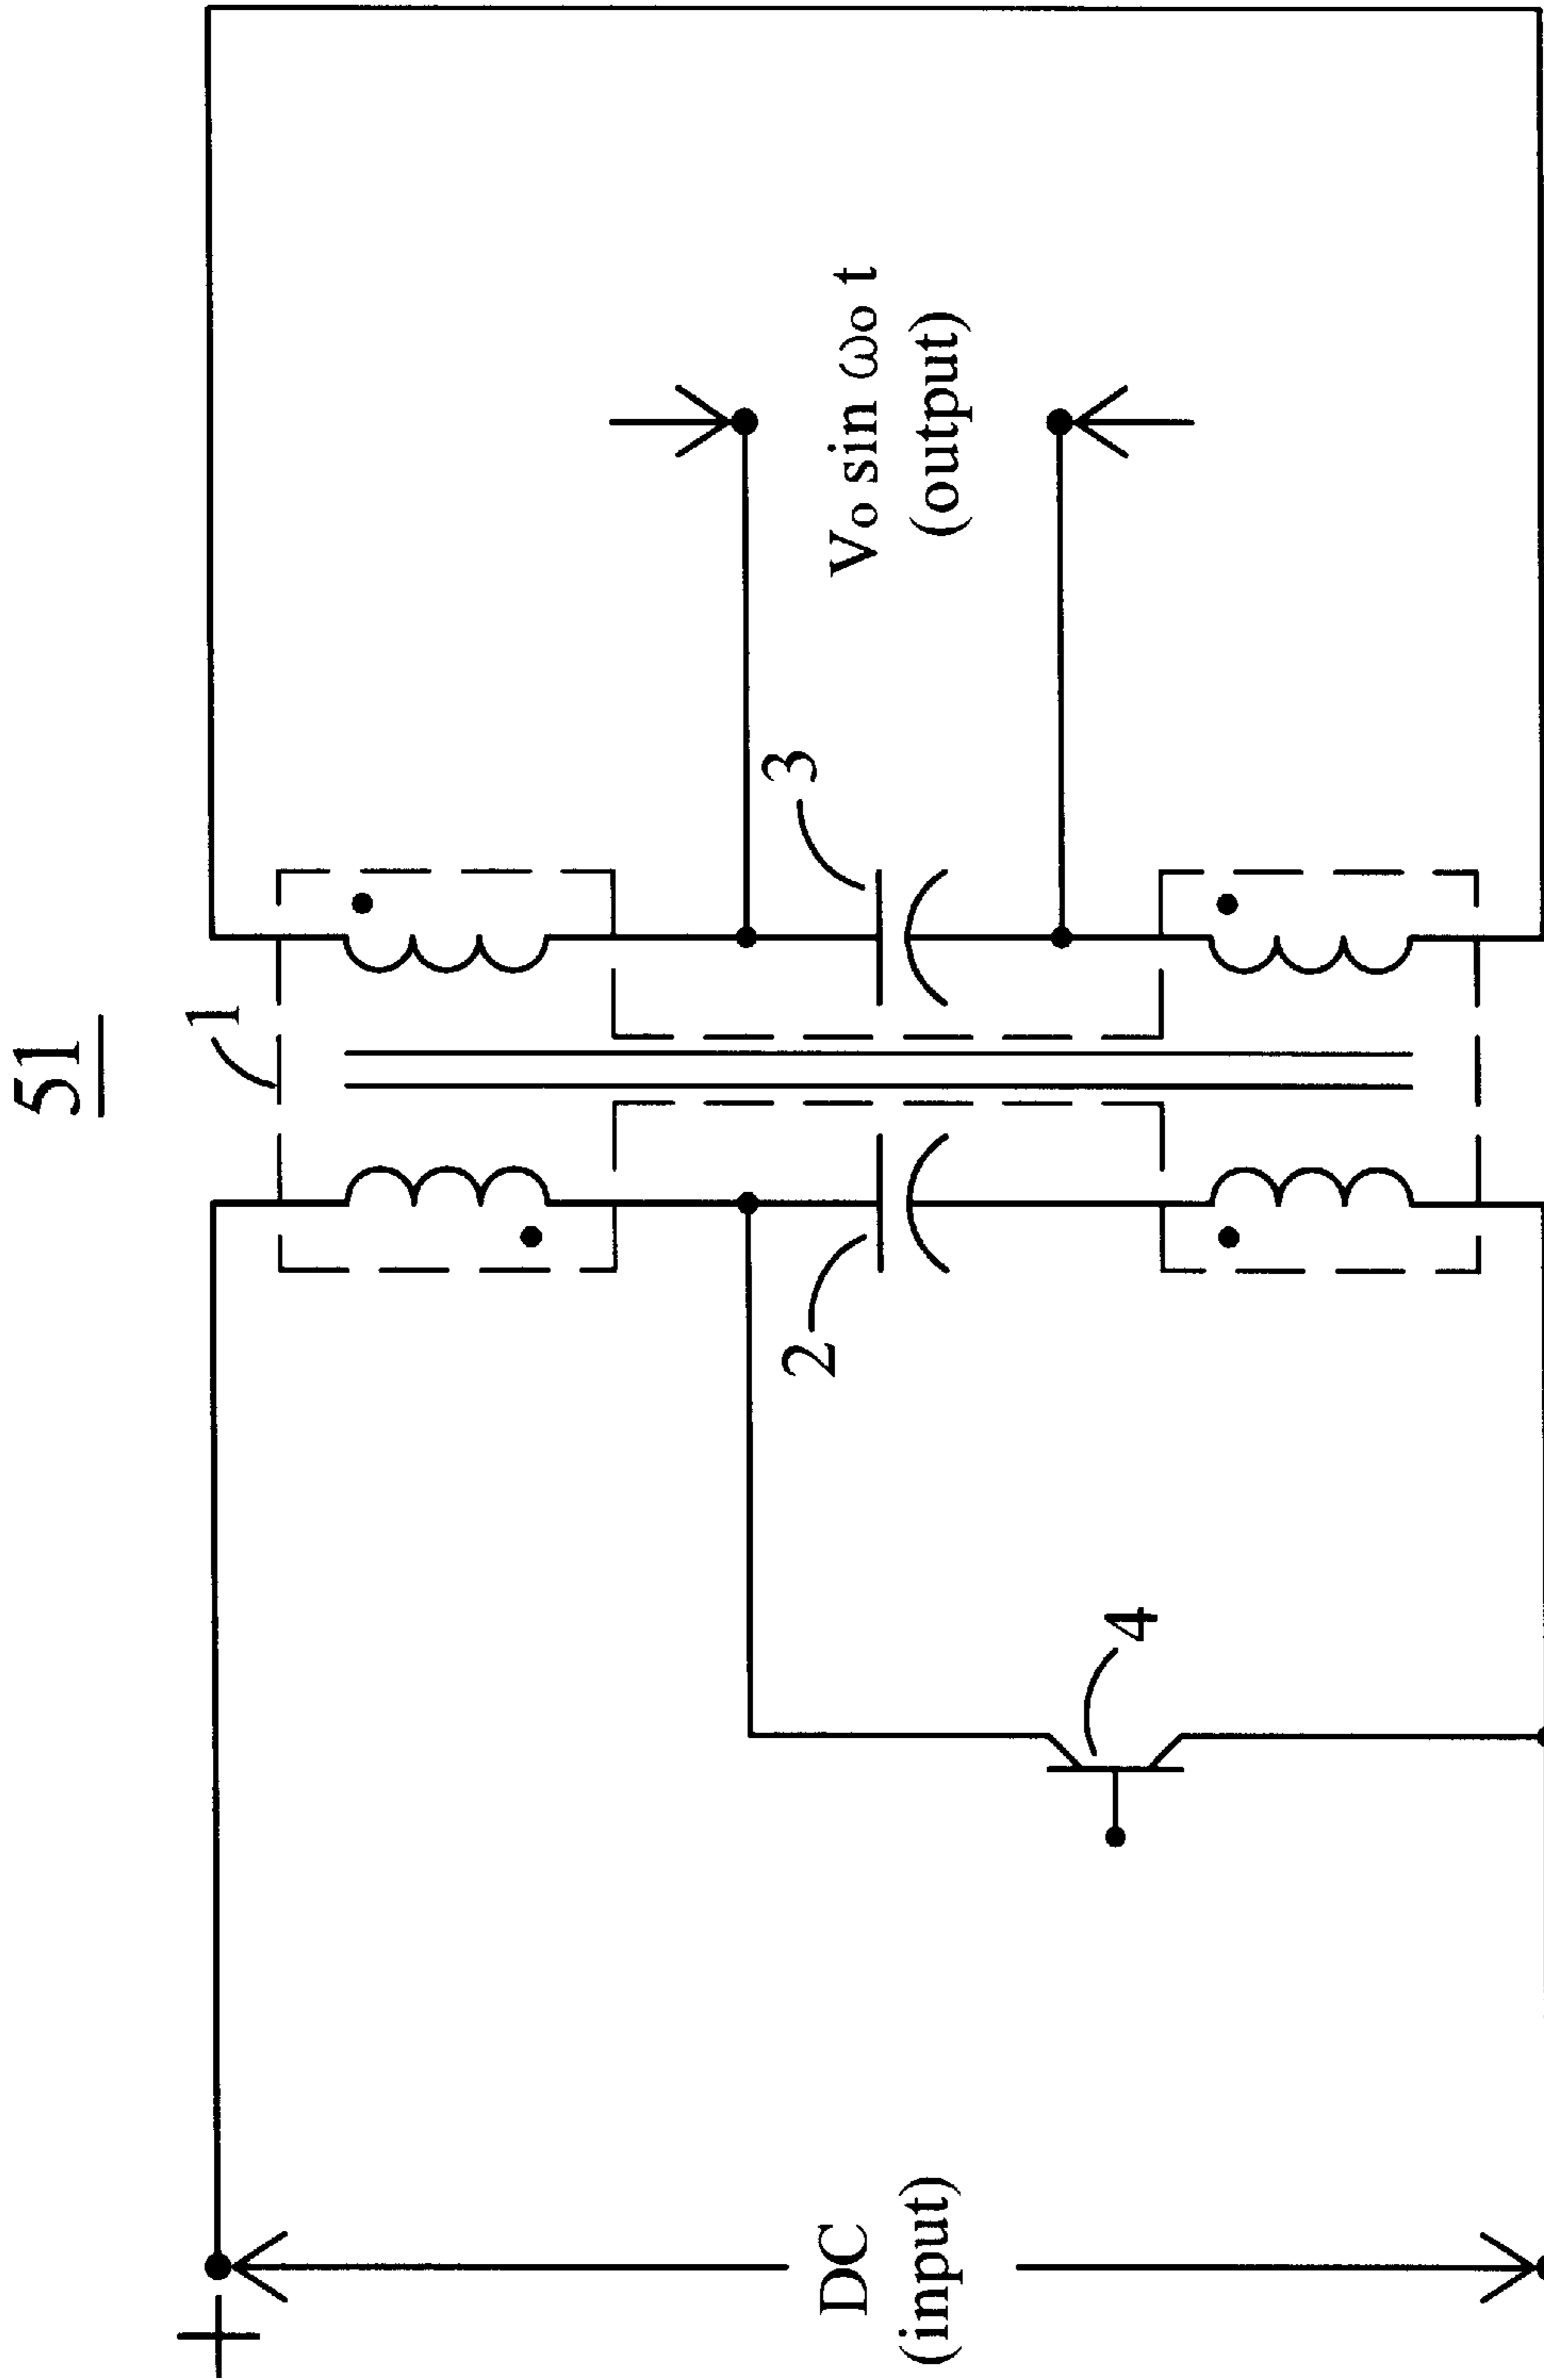 51
1
2
3
4
+
DC
(input)
Vo sin ωo t
(output)